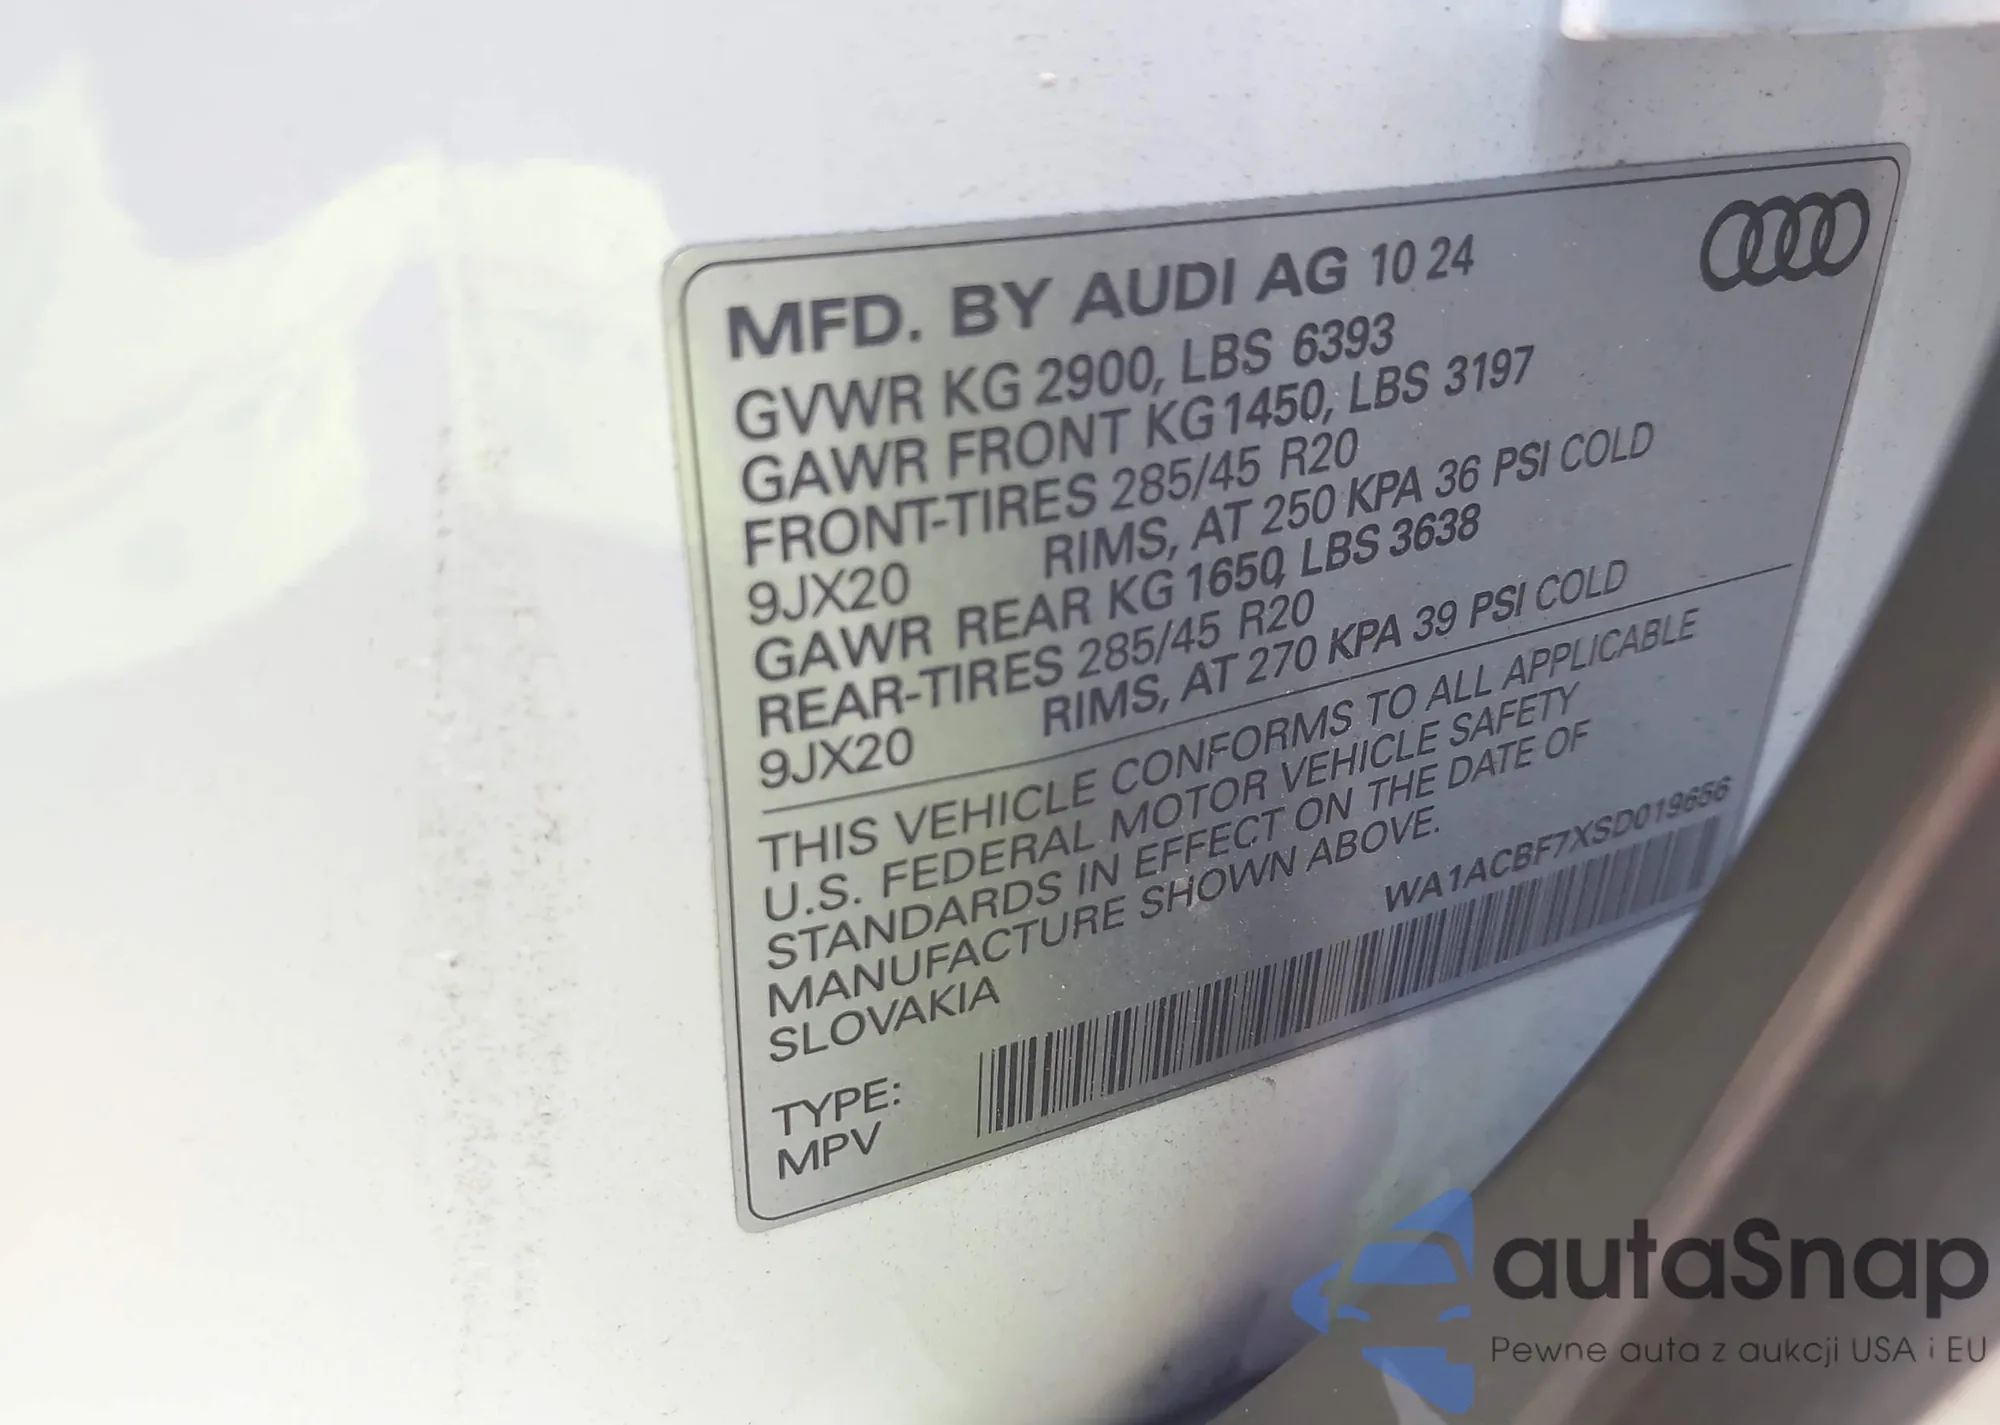 MFD. BY AUDI AG 10 24
GVWR KG 2900, LBS 6393
GAWR FRONT KG 1450, LBS 3197
FRONT-TIRES 285/45 R20
9JX20 RIMS, AT 250 KPA 36 PSI COLD
GAWR REAR KG 1650, LBS 3638
REAR-TIRES 285/45 R20
9JX20 RIMS, AT 270 KPA 39 PSI COLD
THIS VEHICLE CONFORMS TO ALL APPLICABLE
U.S. FEDERAL MOTOR VEHICLE SAFETY
STANDARDS IN EFFECT ON THE DATE OF
MANUFACTURE SHOWN ABOVE.
SLOVAKIA
WA1ACBF7XSD019656
TYPE:
MPV
autaSnap
Pewne auta z aukcji USA i EU